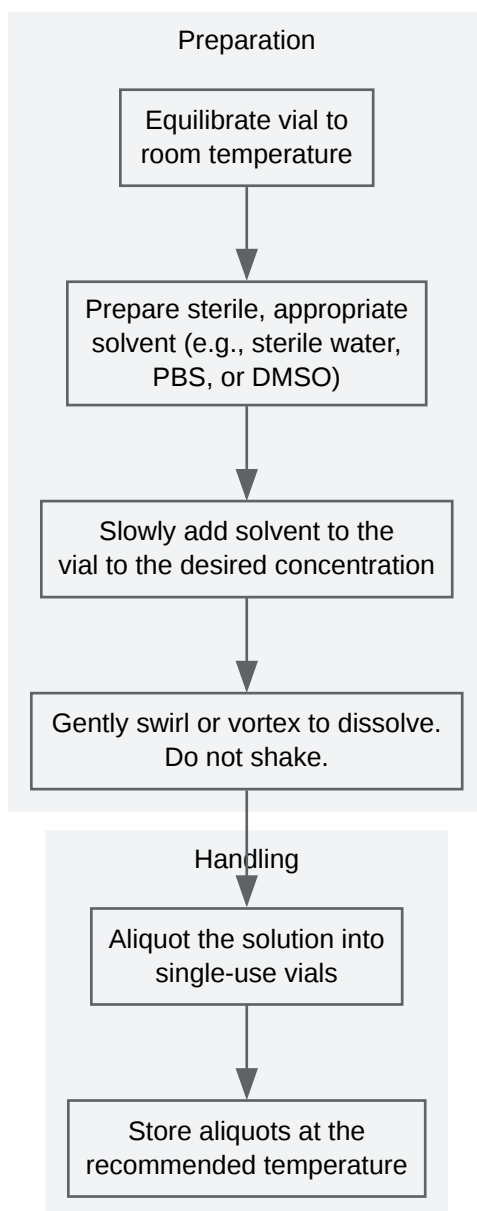 Preparation
Equilibrate vial to
room temperature
Prepare sterile, appropriate
solvent (e.g., sterile water,
PBS, or DMSO)
Slowly add solvent to the
vial to the desired concentration
Gently swirl or vortex to dissolve.
Do not shake.
Handling
Aliquot the solution into
single-use vials
Store aliquots at the
recommended temperature